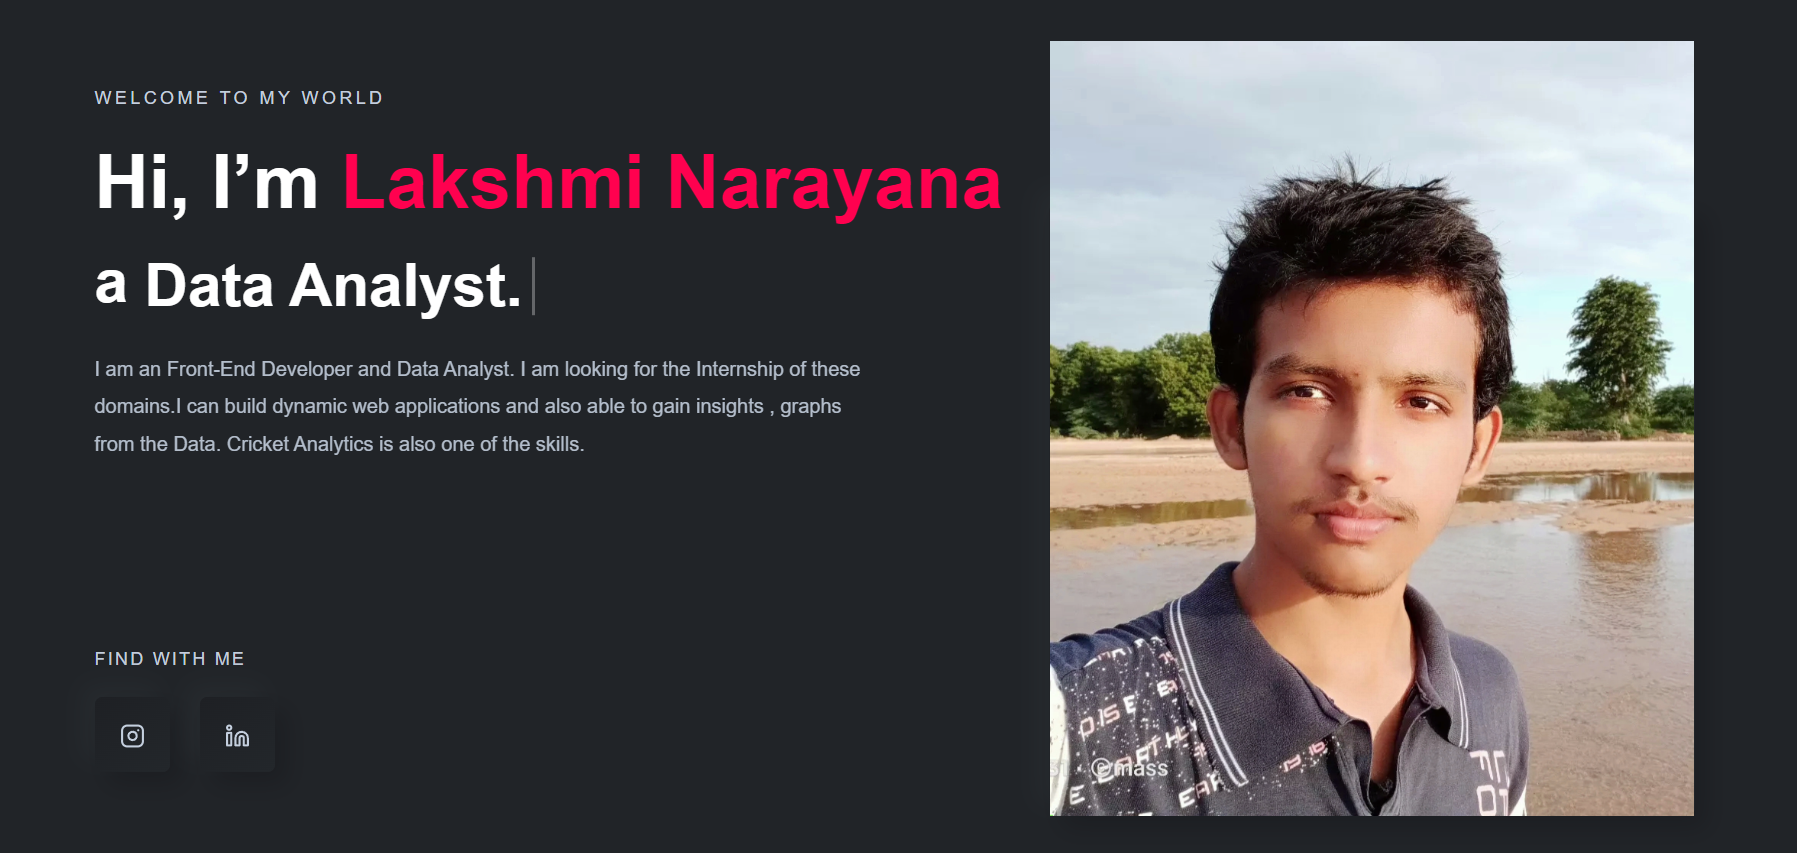 WELCOME TO MY WORLD
Hi, I’m Lakshmi Narayana
a Data Analyst.
I am an Front-End Developer and Data Analyst. I am looking for the Internship of these
domains.I can build dynamic web applications and also able to gain insights , graphs
from the Data. Cricket Analytics is also one of the skills.
FIND WITH ME
in
©mass